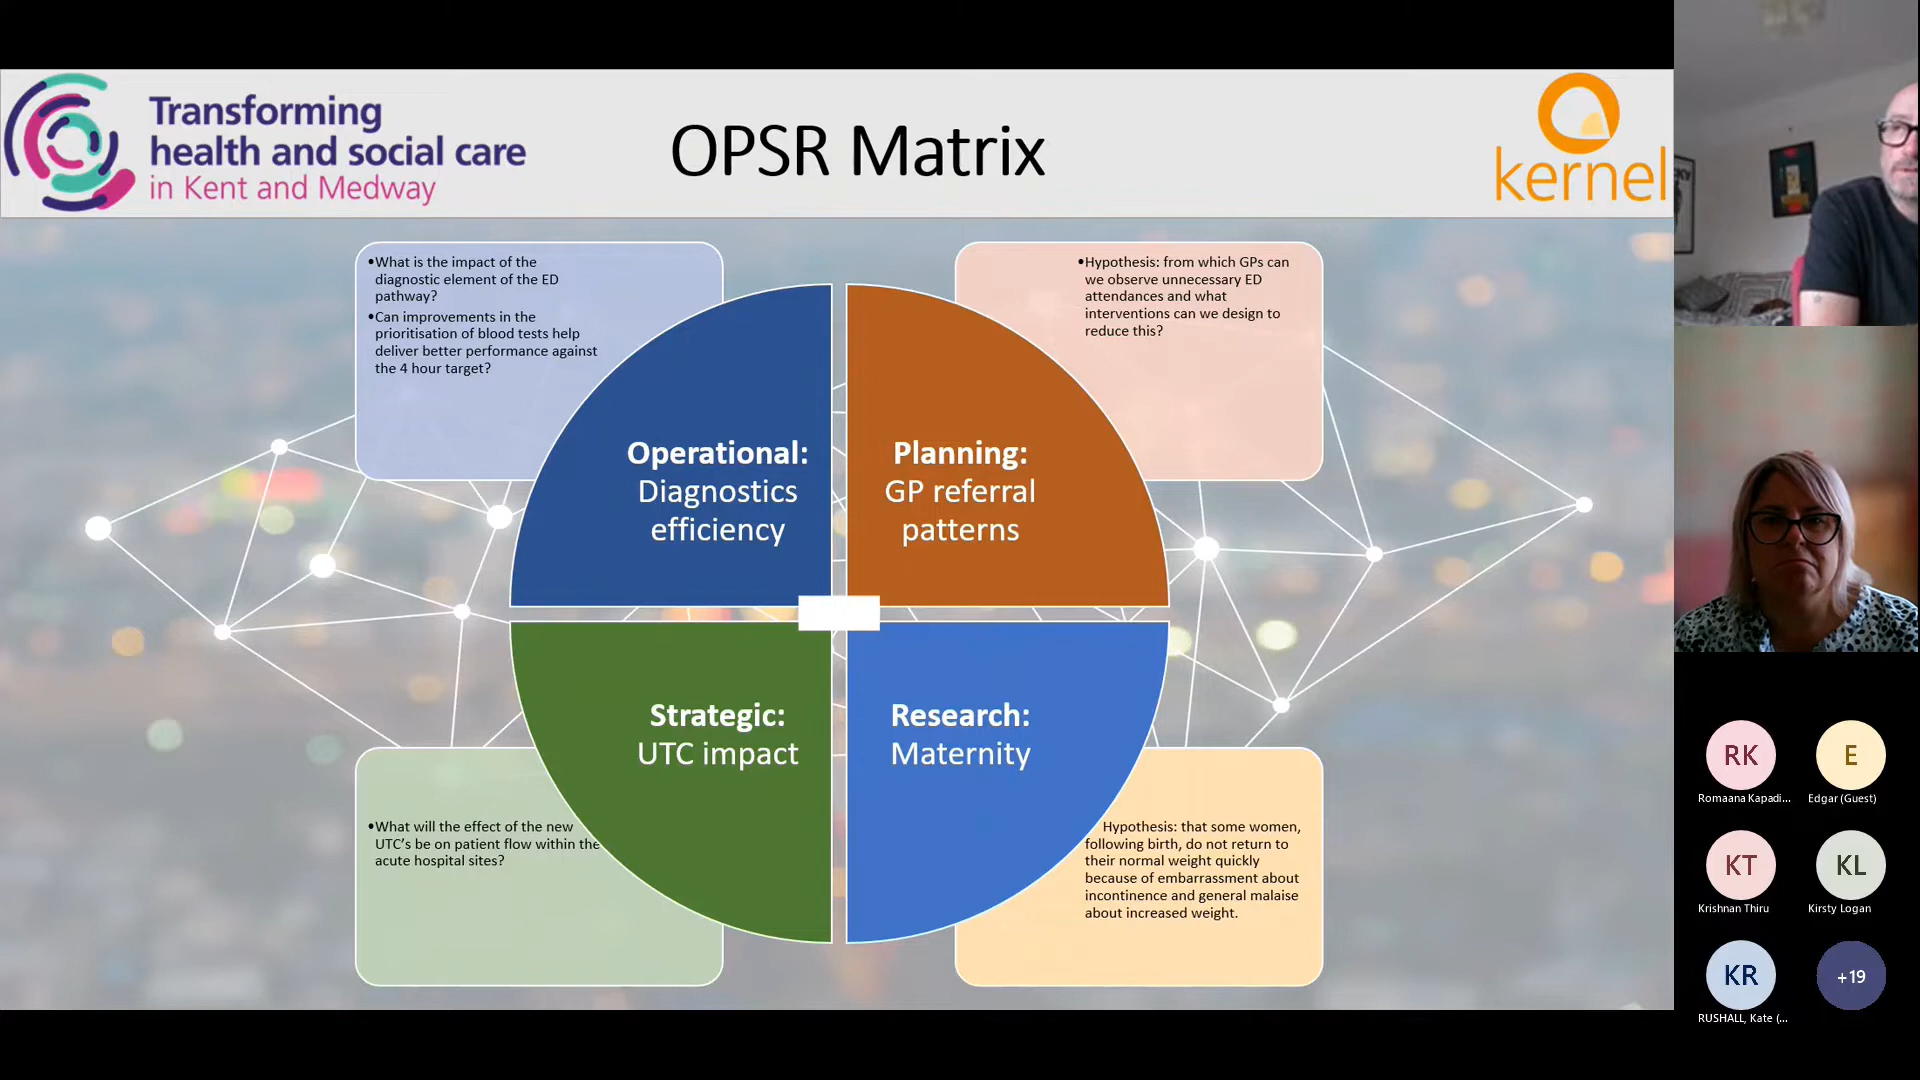 Transforming
health and social care
in Kent and Medway
OPSR Matrix
kernel
•What is the impact of the
diagnostic element of the ED
pathway?
•Can improvements in the
prioritisation of blood tests help
deliver better performance against
the 4 hour target?
•Hypothesis: from which GPs can
we observe unnecessary ED
attendances and what
interventions can we design to
reduce this?
Operational:
Diagnostics
efficiency
Planning:
GP referral
patterns
Strategic:
UTC impact
Research:
Maternity
•What will the effect of the new
UTC's be on patient flow within the
acute hospital sites?
Hypothesis: that some women,
following birth, do not return to
their normal weight quickly
because of embarrassment about
incontinence and general malaise
about increased weight.
RK
Romaana Kapadi...
E
Edgar (Guest)
KT
Krishnan Thiru
KL
Kirsty Logan
KR
RUSHALL, Kate (...
+19